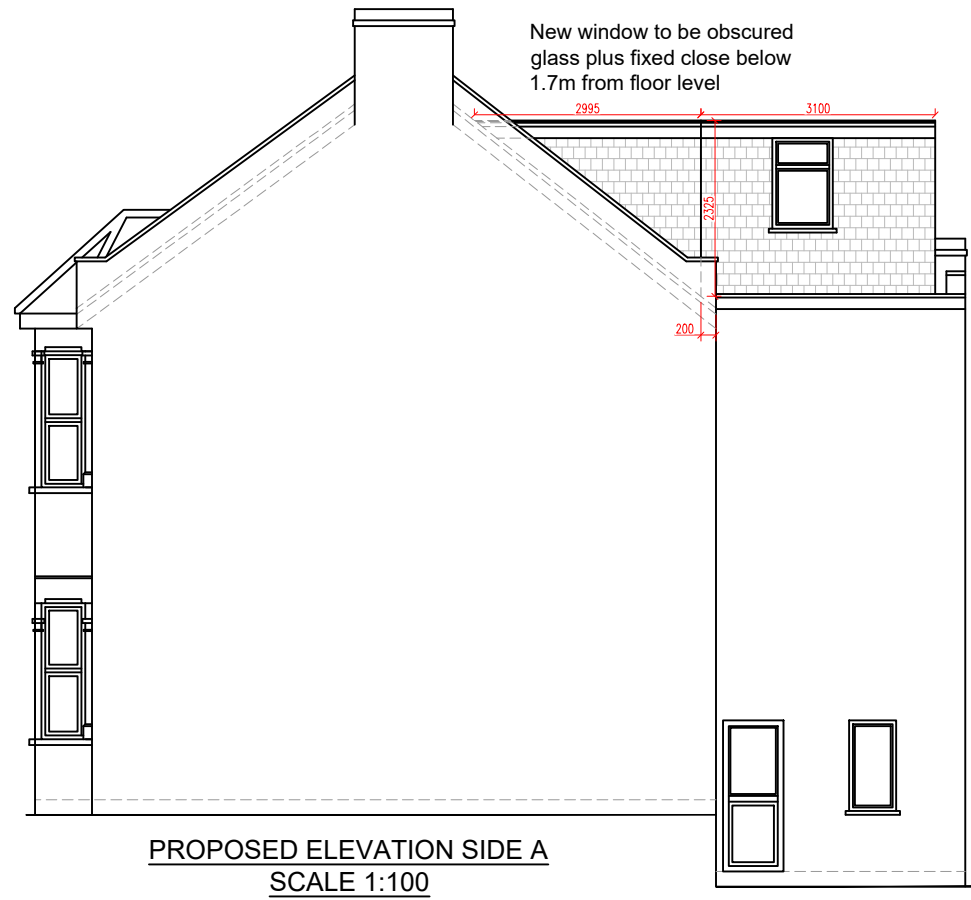 New window to be obscured
glass plus fixed close below
1.7m from floor level
2995
3100
2325
200
PROPOSED ELEVATION SIDE A
SCALE 1:100